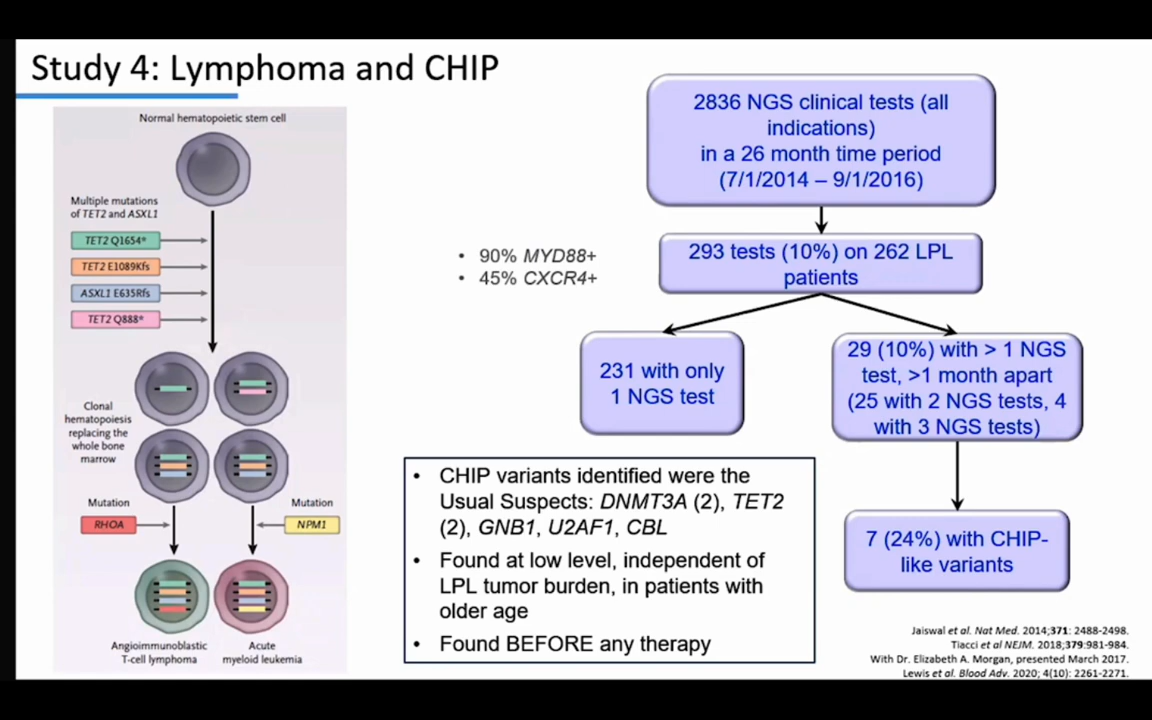 Study 4: Lymphoma and CHIP
Normal hematopoietic stem cell
Multiple mutations
of TET2 and ASXL1
TET2 Q1654*
TET2 E1089Kfs
ASXL1 E635Rfs
TET2 Q888*
Clonal
hematopoiesis
replacing the
whole bone
marrow
Mutation
RHOA
Mutation
NPM1
Angioimmunoblastic
T-cell lymphoma
Acute
myeloid leukemia
2836 NGS clinical tests (all
indications)
in a 26 month time period
(7/1/2014 – 9/1/2016)
• 90% MYD88+
• 45% CXCR4+
293 tests (10%) on 262 LPL
patients
231 with only
1 NGS test
29 (10%) with > 1 NGS
test, >1 month apart
(25 with 2 NGS tests, 4
with 3 NGS tests)
7 (24%) with CHIP-
like variants
• CHIP variants identified were the
Usual Suspects: DNMT3A (2), TET2
(2), GNB1, U2AF1, CBL
• Found at low level, independent of
LPL tumor burden, in patients with
older age
• Found BEFORE any therapy
Jaiswal et al. Nat Med. 2014;371: 2488-2498.
Tiacci et al NEJM. 2018;379:981-984.
With Dr. Elizabeth A. Morgan, presented March 2017.
Lewis et al. Blood Adv. 2020; 4(10): 2261-2271.